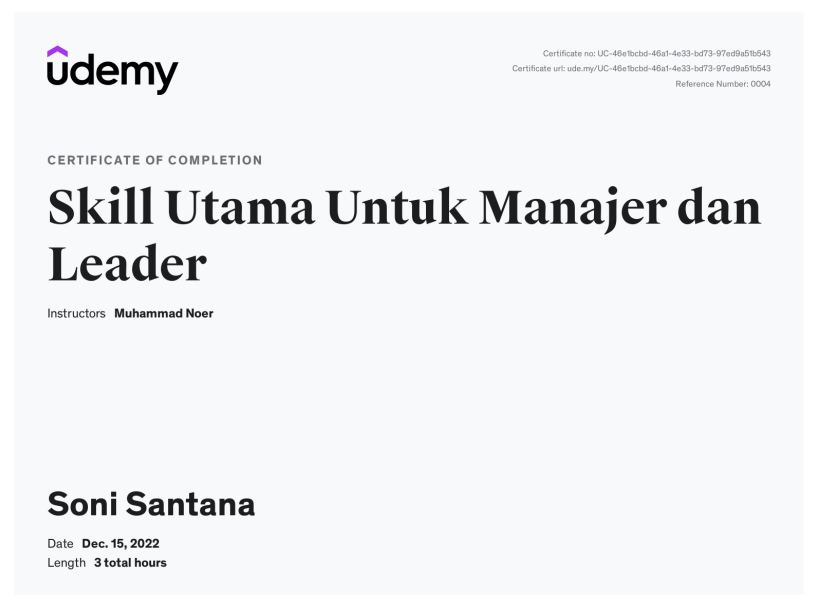 udemy
Certificate no: UC-46e1bcbd-46a1-4e33-bd73-97ed9a51b543
Certificate url: ude.my/UC-46e1bcbd-46a1-4e33-bd73-97ed9a51b543
Reference Number: 0004
CERTIFICATE OF COMPLETION
Skill Utama Untuk Manajer dan
Leader
Instructors Muhammad Noer
Soni Santana
Date Dec. 15, 2022
Length 3 total hours